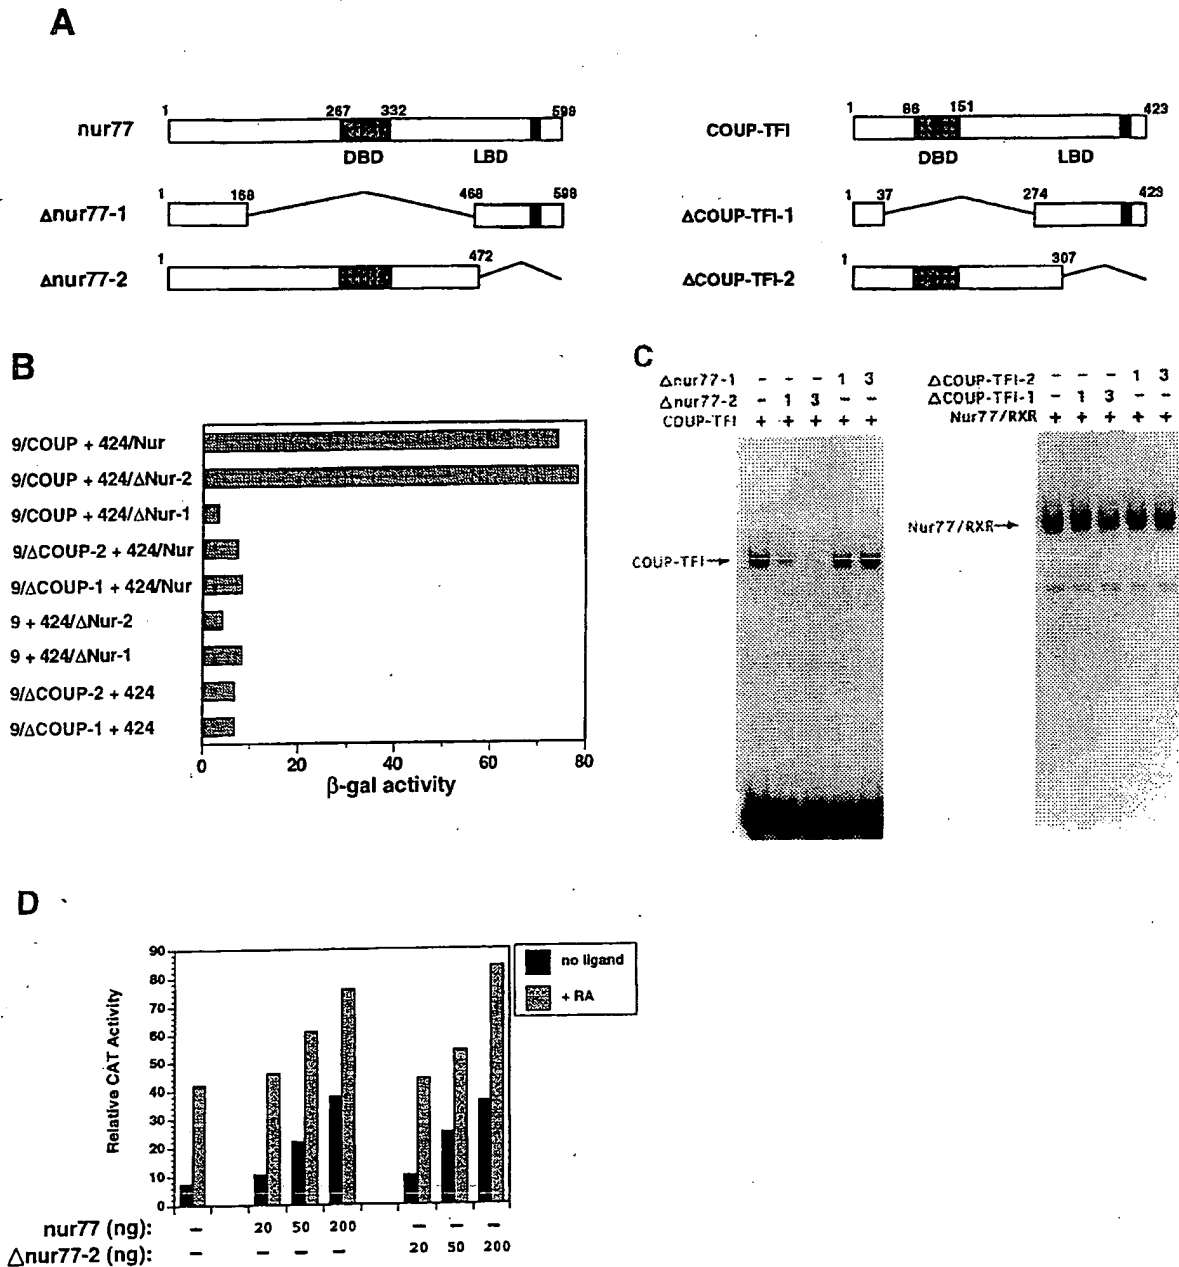 A
1 267 332 599
nur77
DBD LBD
1 168 468 598
Δnur77-1
1 472
Δnur77-2
1 86 151 423
COUP-TFI
DBD LBD
1 37 274 423
ΔCOUP-TFI-1
1 307
ΔCOUP-TFI-2
B
9/COUP + 424/Nur
9/COUP + 424/ΔNur-2
9/COUP + 424/ΔNur-1
9/ΔCOUP-2 + 424/Nur
9/ΔCOUP-1 + 424/Nur
9 + 424/ΔNur-2
9 + 424/ΔNur-1
9/ΔCOUP-2 + 424
9/ΔCOUP-1 + 424
0 20 40 60 80
β-gal activity
C
Δnur77-1 - - - 1 3
Δnur77-2 - 1 3 - -
COUP-TFI + + + + +
COUP-TFI
ΔCOUP-TFI-2 - - - 1 3
ΔCOUP-TFI-1 - 1 3 - -
Nur77/RXR + + + + +
Nur77/RXR
D
Relative CAT Activity
90
80
70
60
50
40
30
20
10
0
no ligand
+ RA
nur77 (ng): - 20 50 200 - - -
Δnur77-2 (ng): - - - - 20 50 200